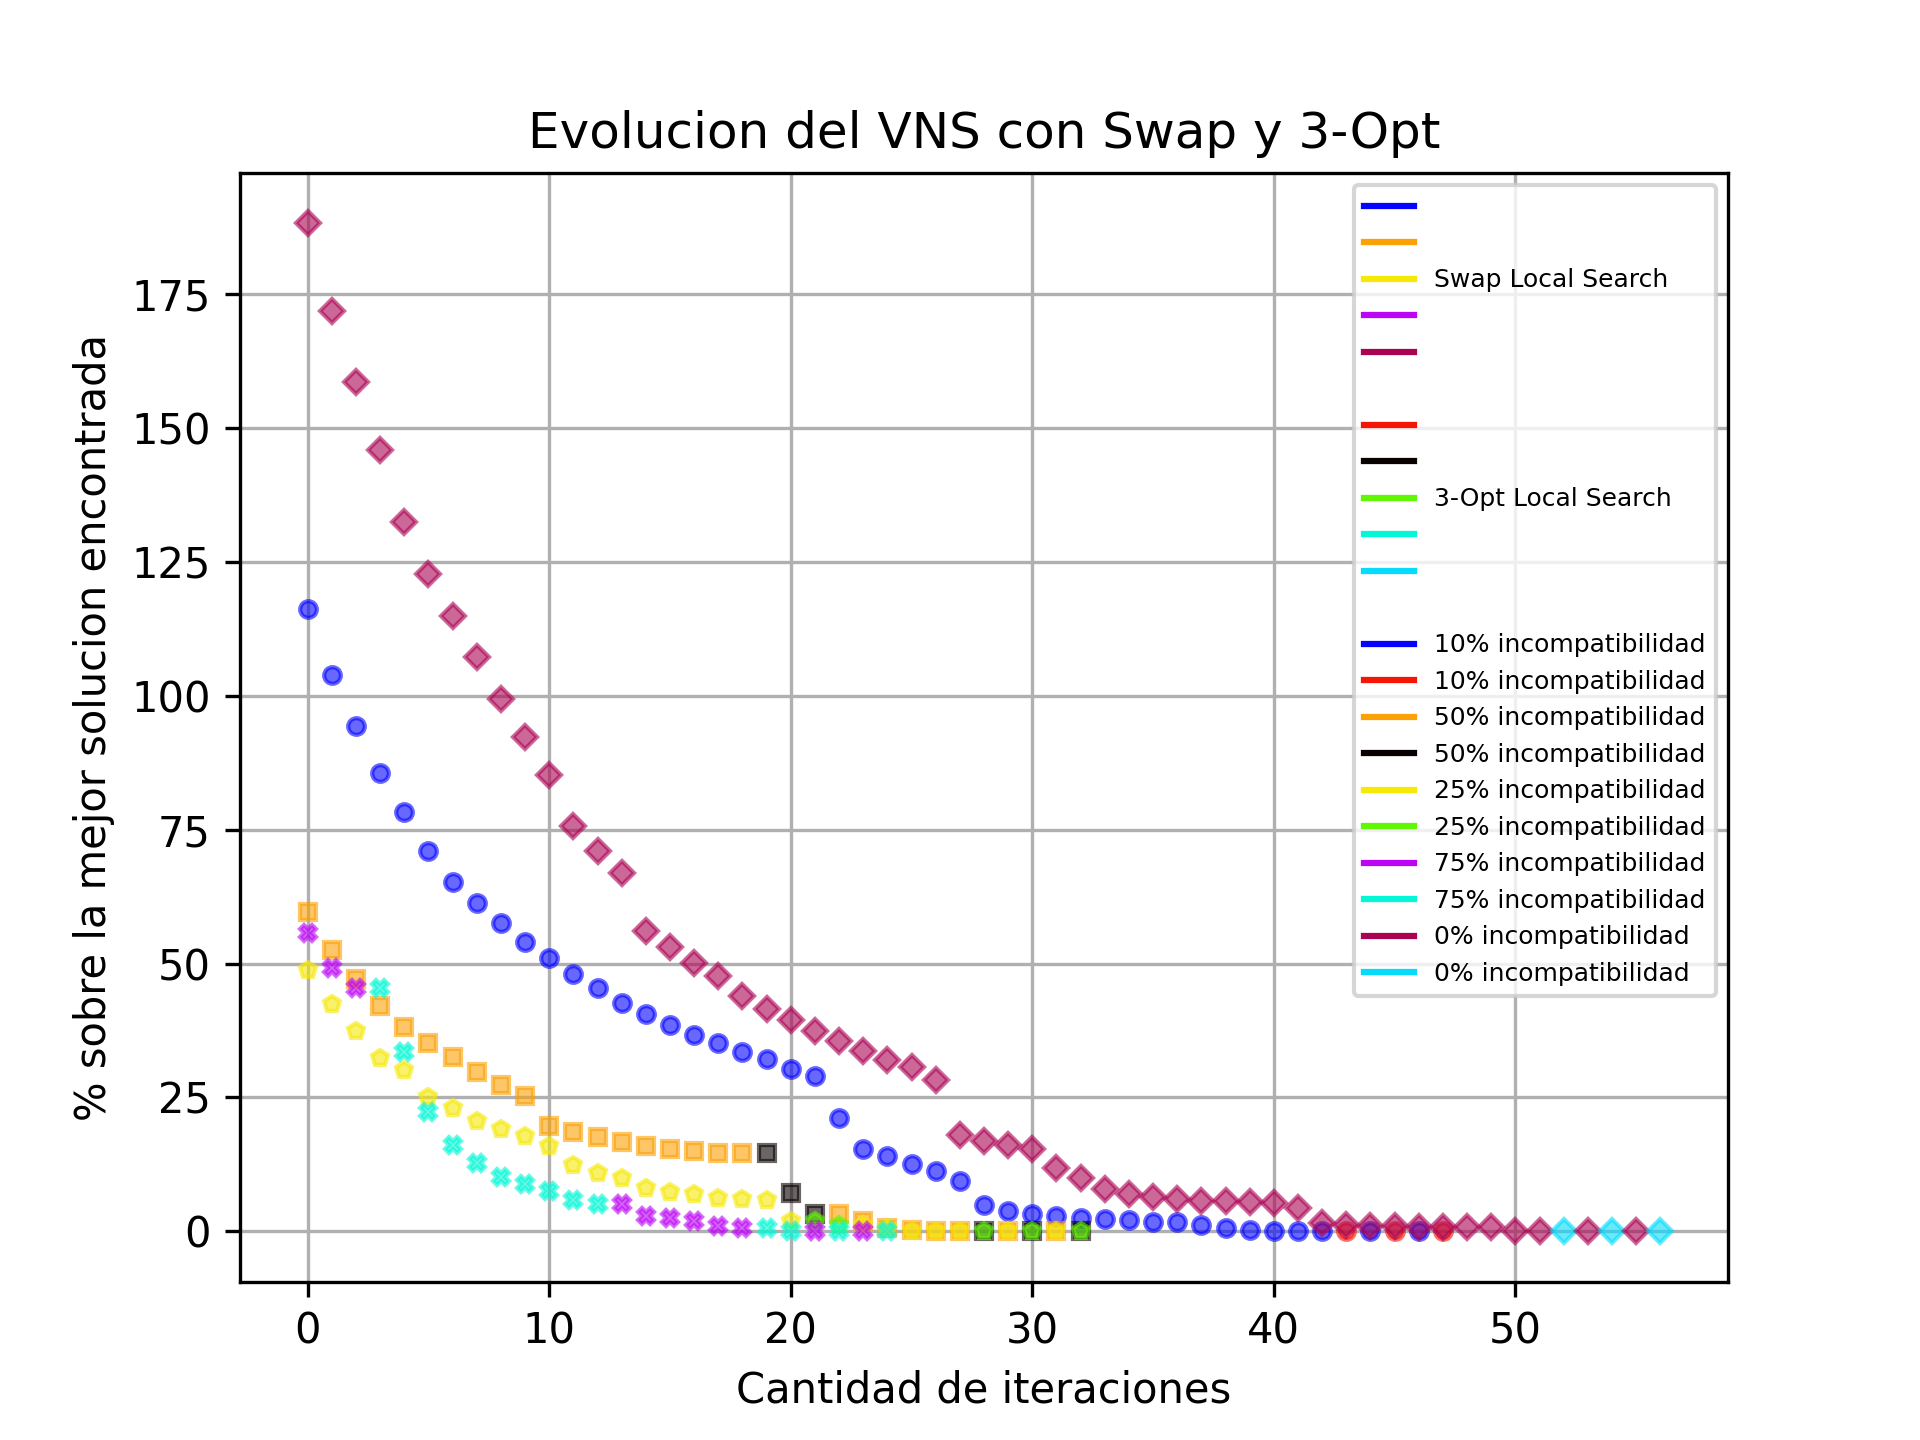 Evolucion del VNS con Swap y 3-Opt
% sobre la mejor solucion encontrada
175
150
125
100
75
50
25
0
0 10 20 30 40 50
Cantidad de iteraciones
Swap Local Search
3-Opt Local Search
10% incompatibilidad
10% incompatibilidad
50% incompatibilidad
50% incompatibilidad
25% incompatibilidad
25% incompatibilidad
75% incompatibilidad
75% incompatibilidad
0% incompatibilidad
0% incompatibilidad